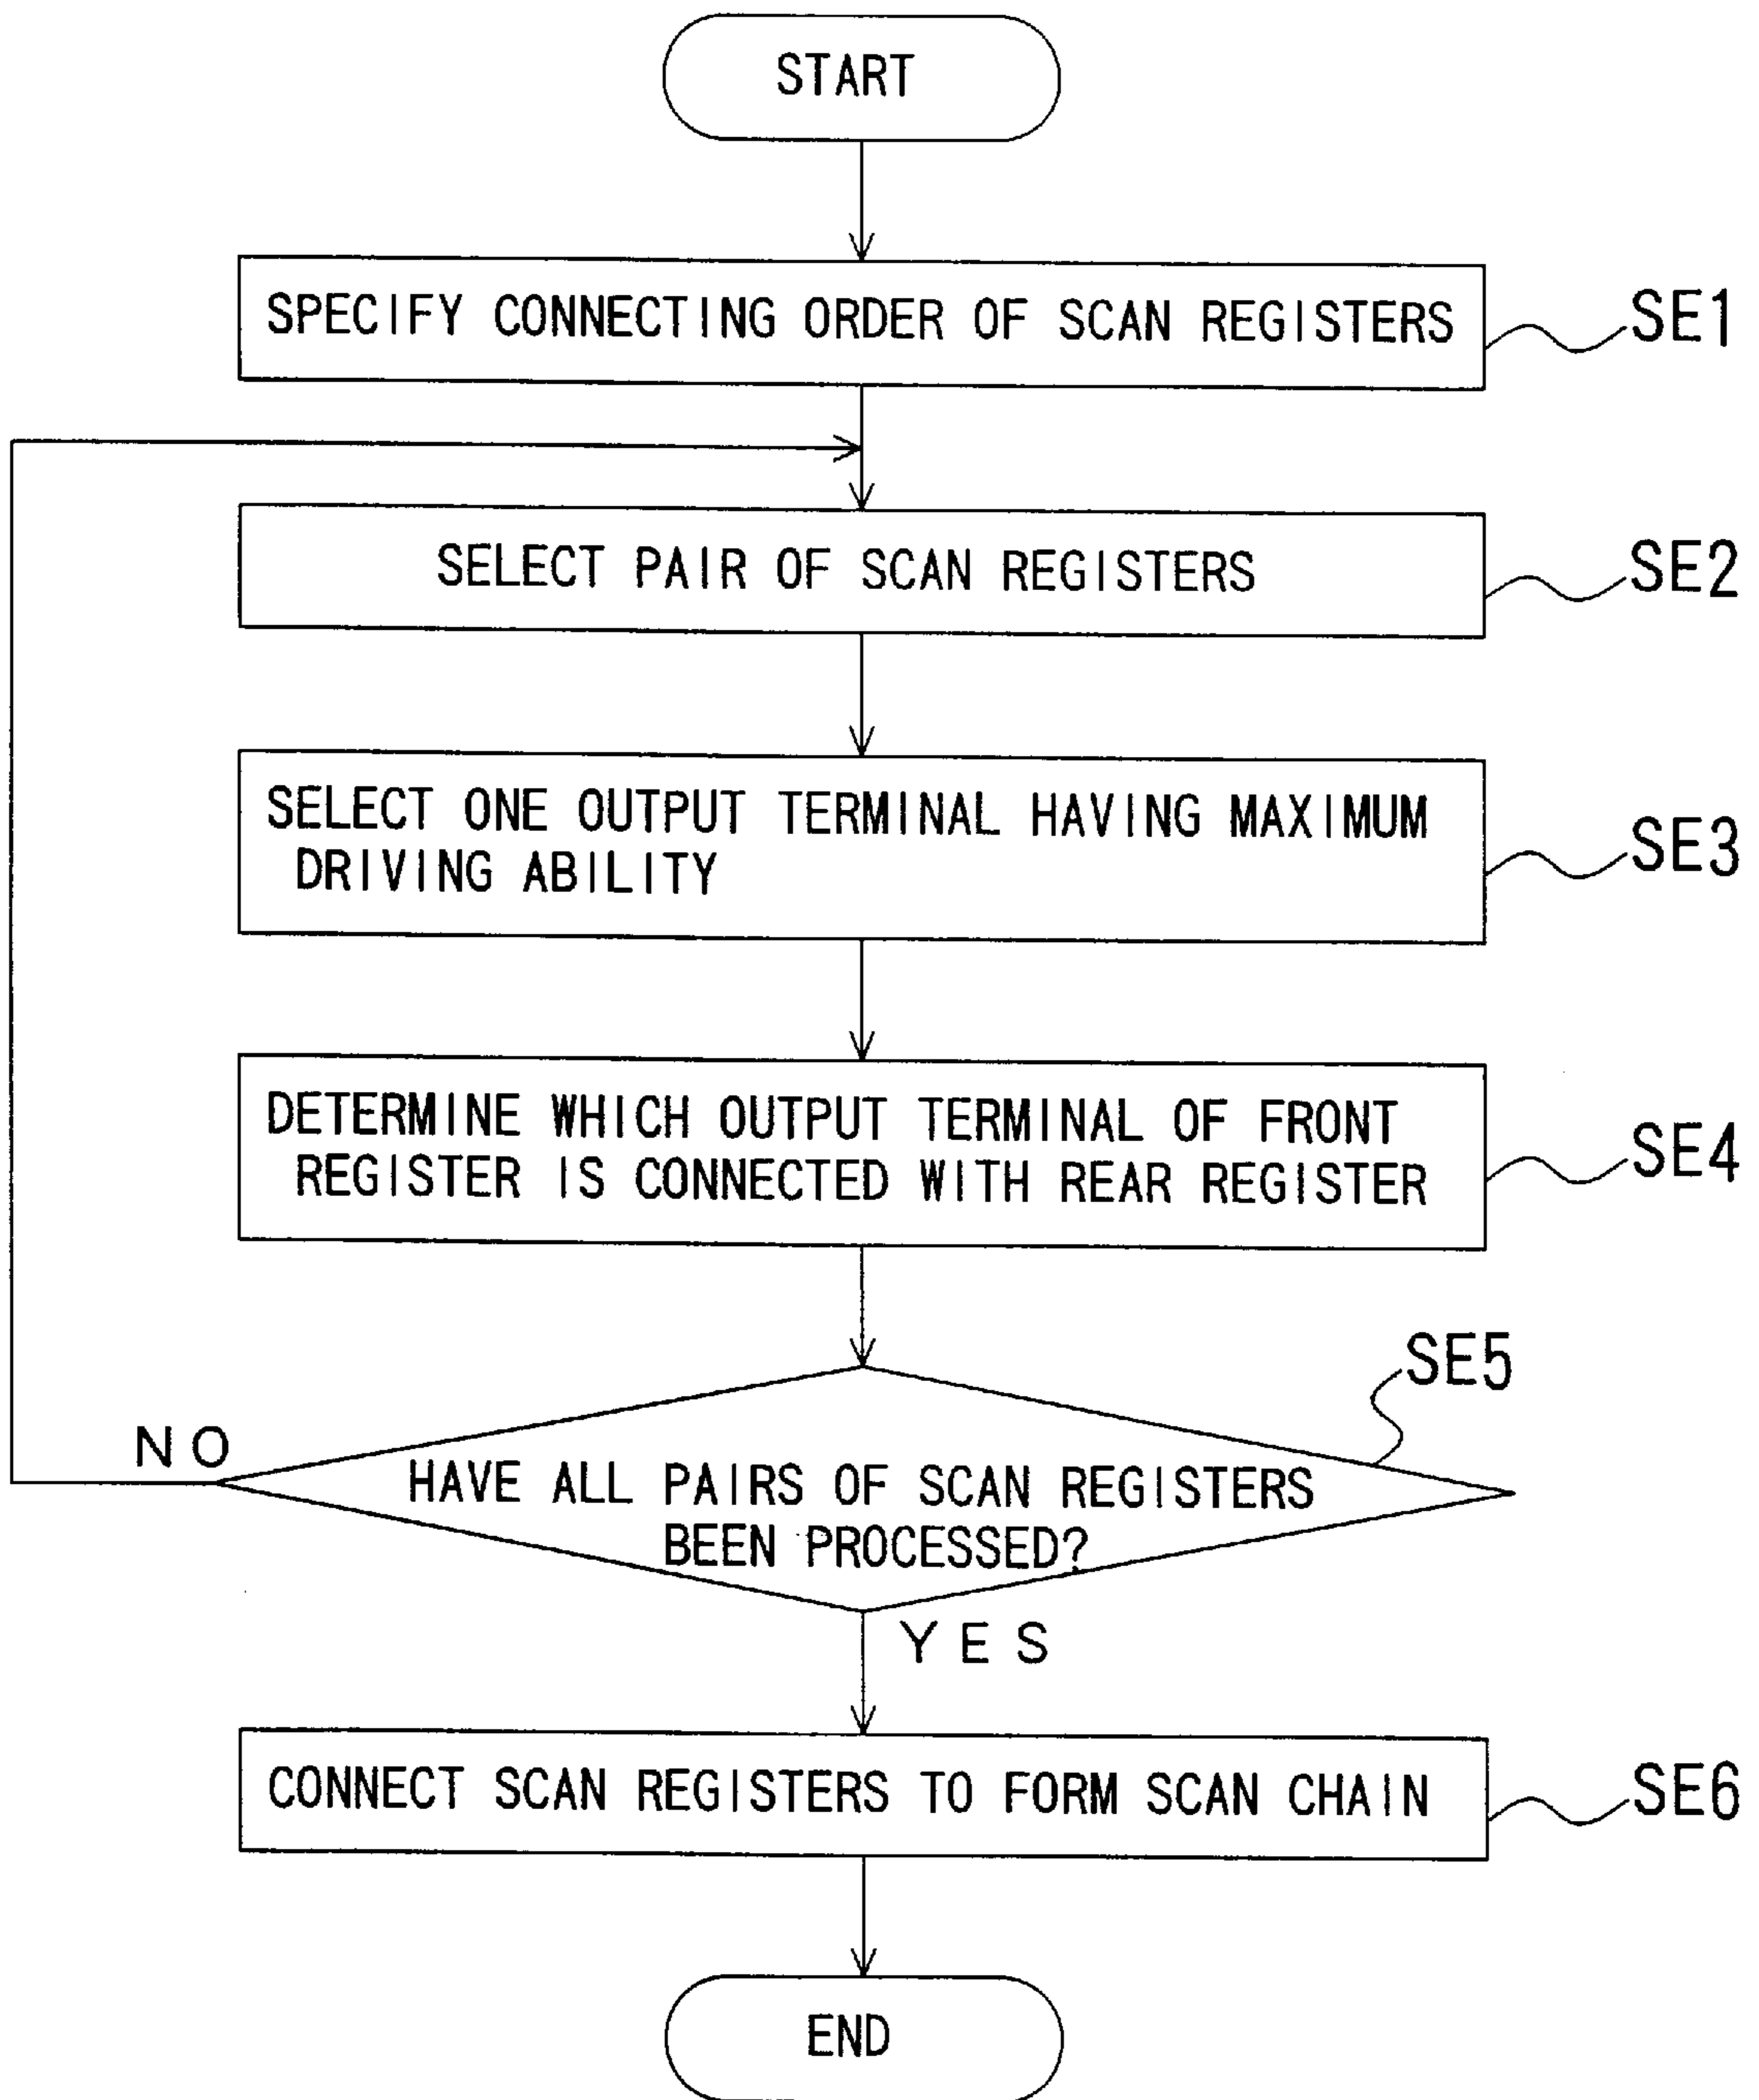 START
SPECIFY CONNECTING ORDER OF SCAN REGISTERS
SE1
SELECT PAIR OF SCAN REGISTERS
SE2
SELECT ONE OUTPUT TERMINAL HAVING MAXIMUM
DRIVING ABILITY
SE3
DETERMINE WHICH OUTPUT TERMINAL OF FRONT
REGISTER IS CONNECTED WITH REAR REGISTER
SE4
SE5
NO
HAVE ALL PAIRS OF SCAN REGISTERS
BEEN PROCESSED?
YES
CONNECT SCAN REGISTERS TO FORM SCAN CHAIN
SE6
END